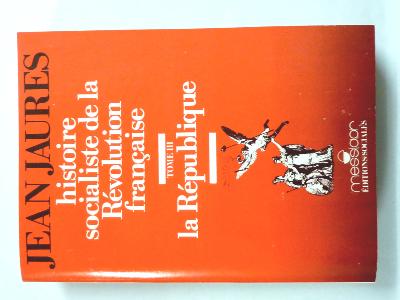 JEAN JAURES
histoire
socialiste de la
Révolution
française
TOME III
la République
messidor
EDITIONS SOCIALES